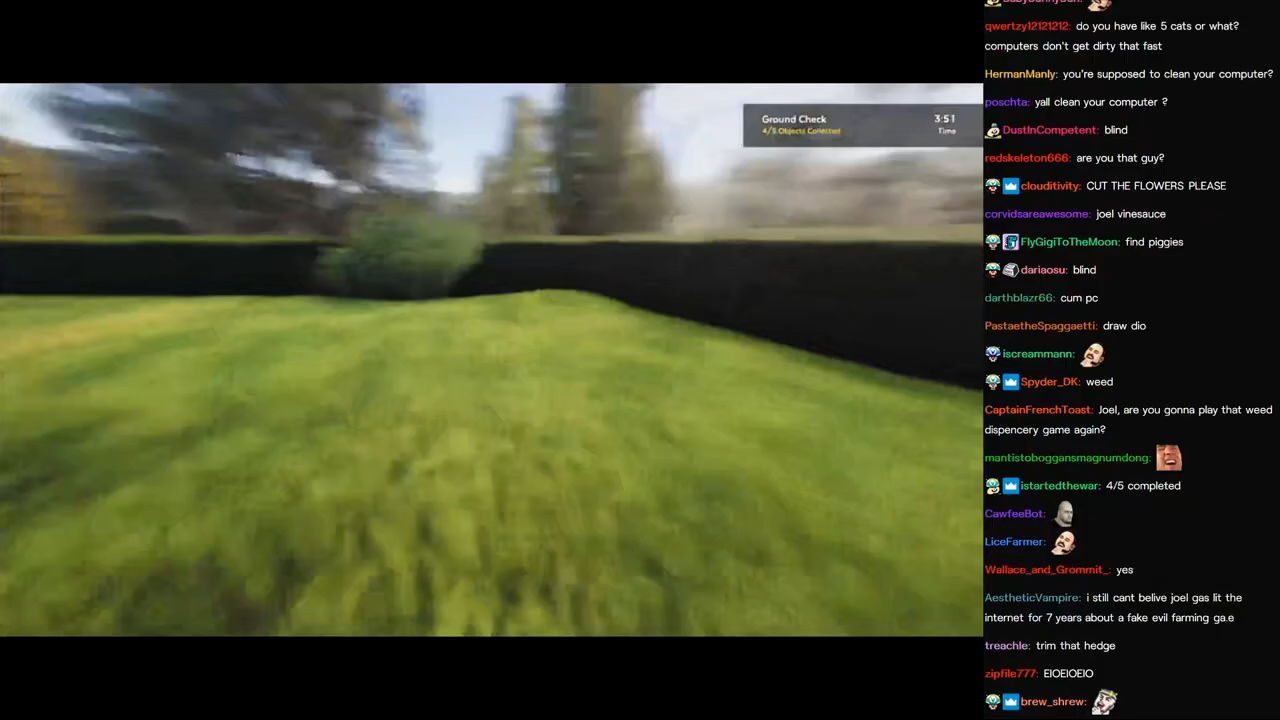 Ground Check
3:51
4/5 Objects Collected
Time
qwertzy12121212: do you have like 5 cats or what?
computers don't get dirty that fast
HermanManly: you're supposed to clean your computer?
poschta: yall clean your computer ?
DustInCompetent: blind
redskeleton666: are you that guy?
clouditivity: CUT THE FLOWERS PLEASE
corvidsareawesome: joel vinesauce
FlyGigiToTheMoon: find piggies
dariaosu: blind
darthblazr66: cum pc
PastaetheSpaggaetti: draw dio
iscreammann:
Spyder_DK: weed
CaptainFrenchToast: Joel, are you gonna play that weed
dispencery game again?
mantistoboggansmagnumdong:
istartedthewar: 4/5 completed
CawfeeBot:
LiceFarmer:
Wallace_and_Grommit_: yes
AestheticVampire: i still cant belive joel gas lit the
internet for 7 years about a fake evil farming ga.e
treachle: trim that hedge
zipfile777: EIOEIOEIO
brew_shrew: